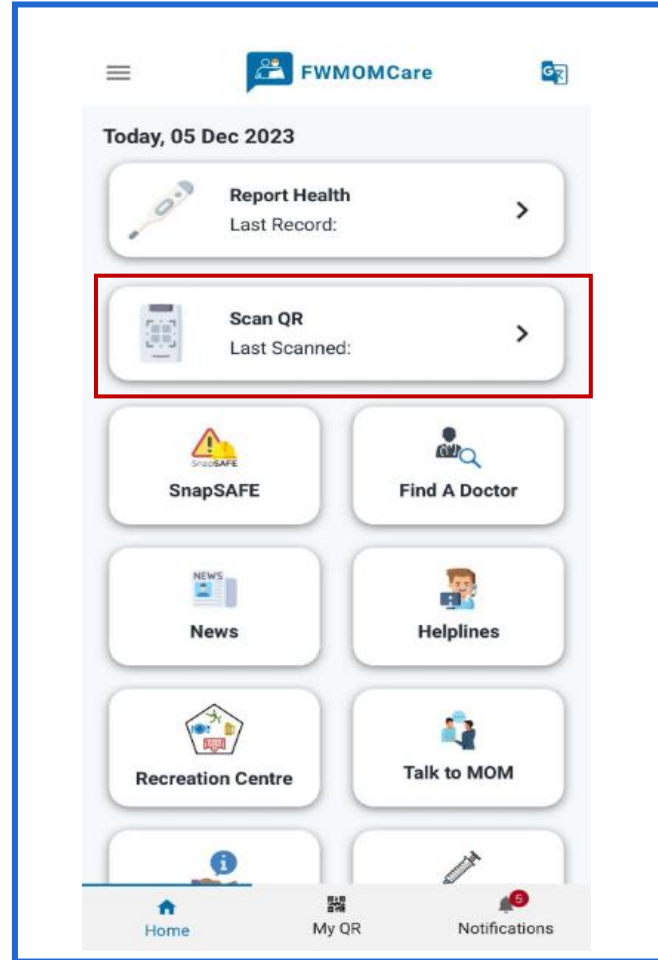 FWMOMCare
Today, 05 Dec 2023
Report Health
Last Record:
Scan QR
Last Scanned:
SnapSAFE
SnapSAFE
Find A Doctor
NEWS
News
Helplines
Recreation Centre
Talk to MOM
5
Home
My QR
Notifications